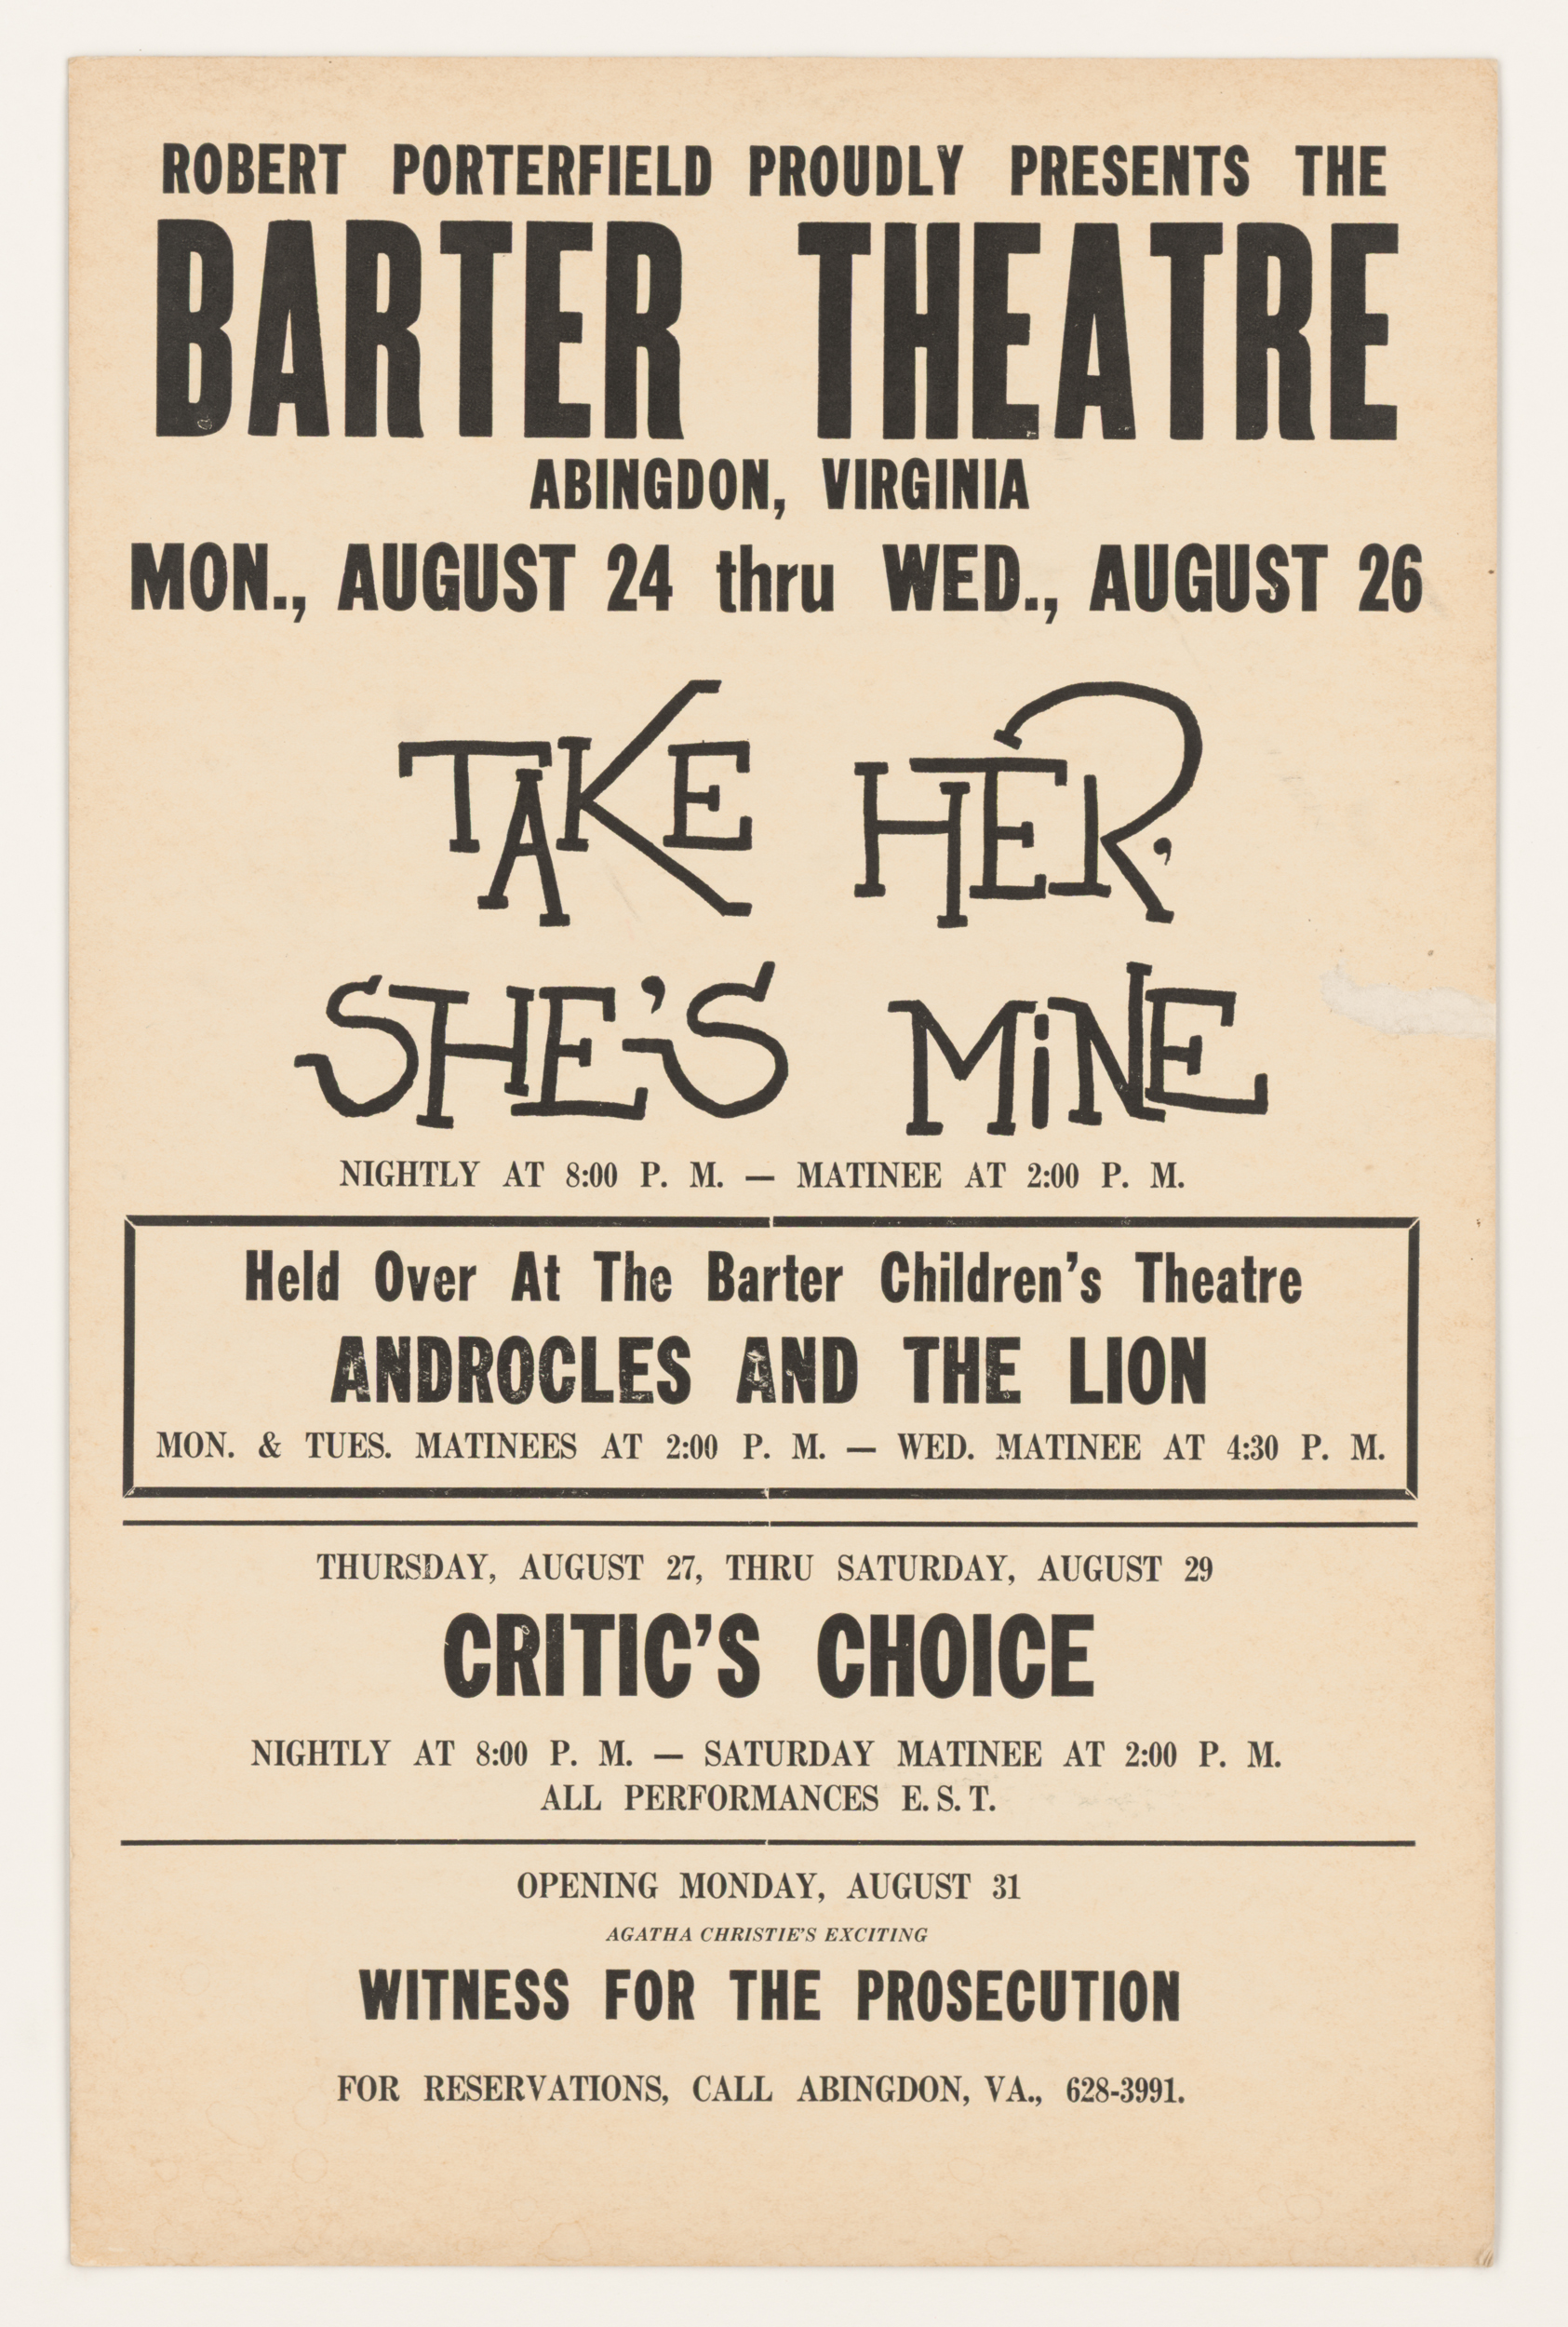 ROBERT PORTERFIELD PROUDLY PRESENTS THE
BARTER THEATRE
ABINGDON, VIRGINIA
MON., AUGUST 24 thru WED., AUGUST 26
TAKE HER,
SHE'S MiNE
NIGHTLY AT 8:00 P. M. — MATINEE AT 2:00 P. M.
Held Over At The Barter Children's Theatre
ANDROCLES AND THE LION
MON. & TUES. MATINEES AT 2:00 P. M. — WED. MATINEE AT 4:30 P. M.
THURSDAY, AUGUST 27, THRU SATURDAY, AUGUST 29
CRITIC'S CHOICE
NIGHTLY AT 8:00 P. M. — SATURDAY MATINEE AT 2:00 P. M.
ALL PERFORMANCES E. S. T.
OPENING MONDAY, AUGUST 31
AGATHA CHRISTIE'S EXCITING
WITNESS FOR THE PROSECUTION
FOR RESERVATIONS, CALL ABINGDON, VA., 628-3991.